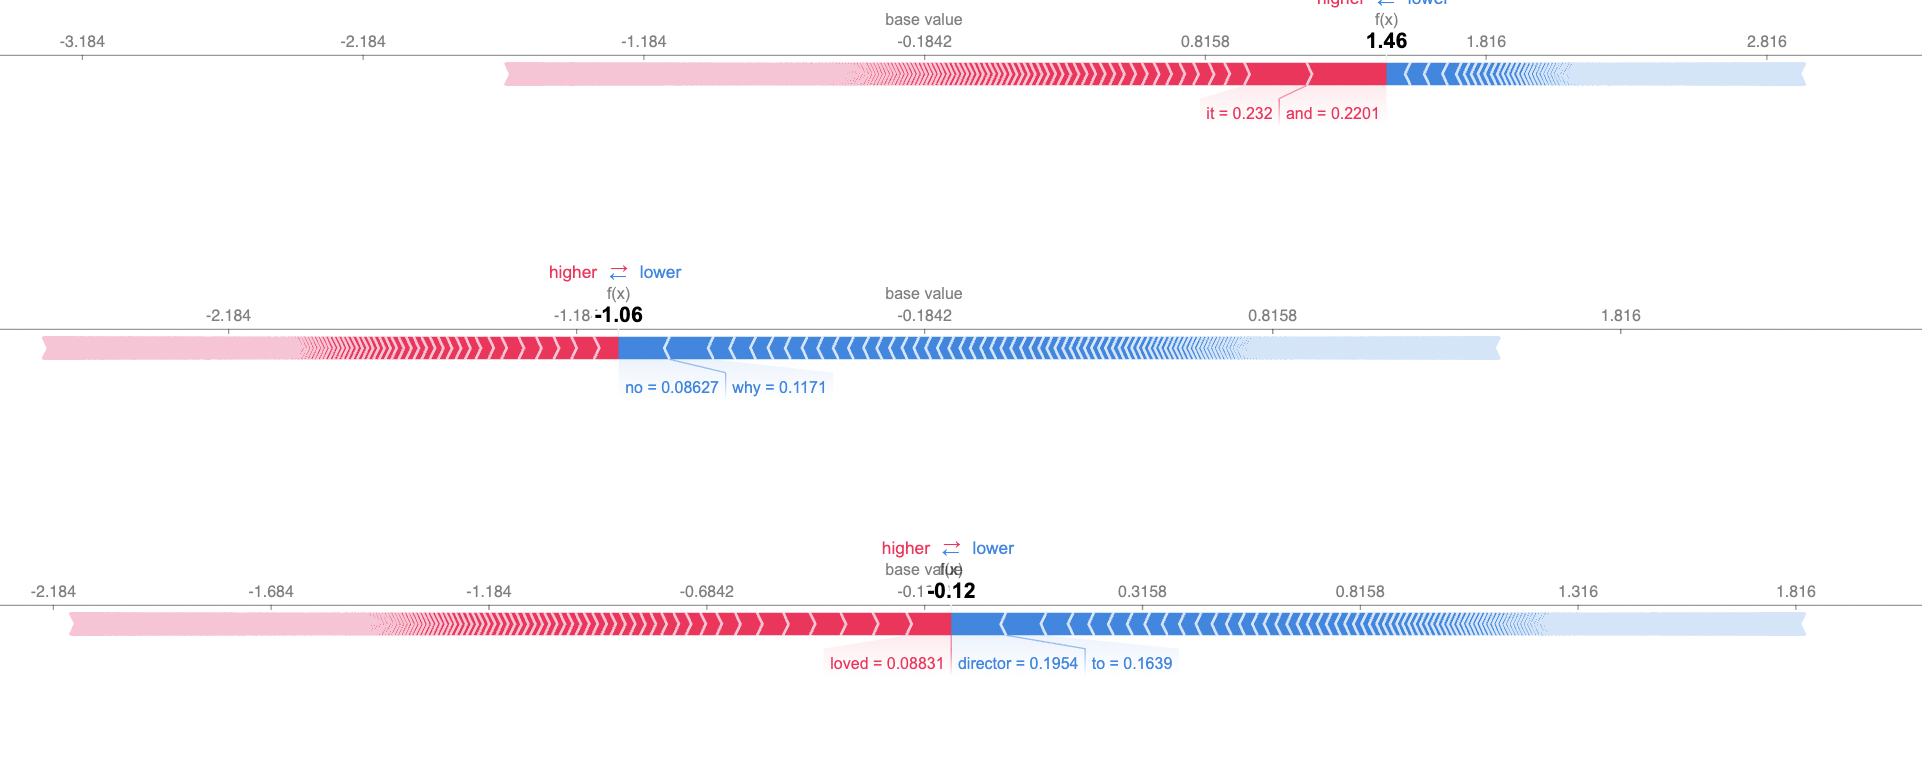 higher lower
base value f(x)
-3.184 -2.184 -1.184 -0.1842 0.8158 1.46 1.816 2.816
it = 0.232 and = 0.2201
higher lower
f(x) base value
-2.184 -1.18 -1.06 -0.1842 0.8158 1.816
no = 0.08627 why = 0.1171
higher lower
base value f(x)
-2.184 -1.684 -1.184 -0.6842 -0.1 -0.12 0.3158 0.8158 1.316 1.816
loved = 0.08831 director = 0.1954 to = 0.1639